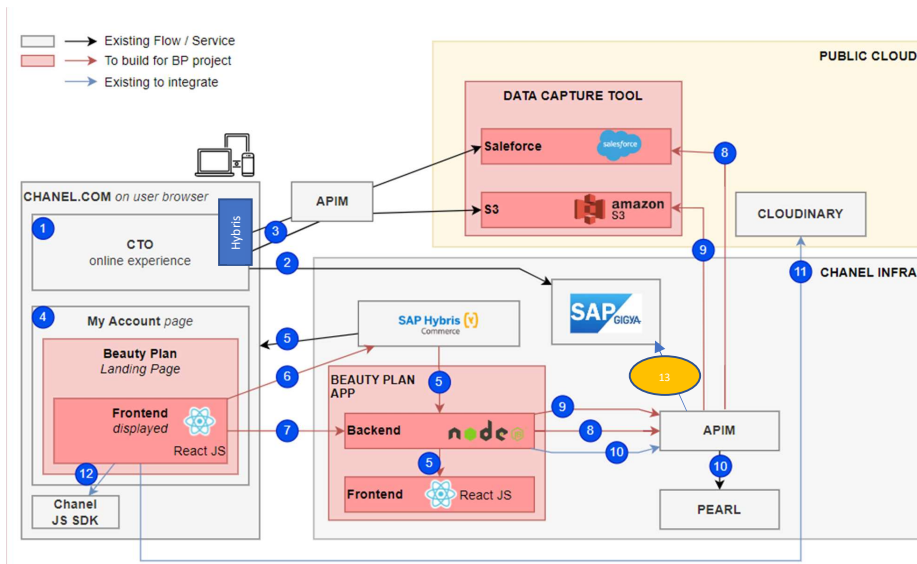 Existing Flow / Service
To build for BP project
Existing to integrate
PUBLIC CLOUD
DATA CAPTURE TOOL
Saleforce
salesforce
8
S3
amazon
S3
CLOUDINARY
9
11
CHANEL.COM on user browser
APIM
1
CTO
online experience
Hybris
3
2
CHANEL INFRA
SAP
GIGYA
4
My Account page
Beauty Plan
Landing Page
Frontend
displayed
React JS
12
Chanel
JS SDK
5
SAP Hybris
Commerce
6
5
13
BEAUTY PLAN
APP
7
Backend
node
9
8
10
APIM
5
10
Frontend
React JS
PEARL